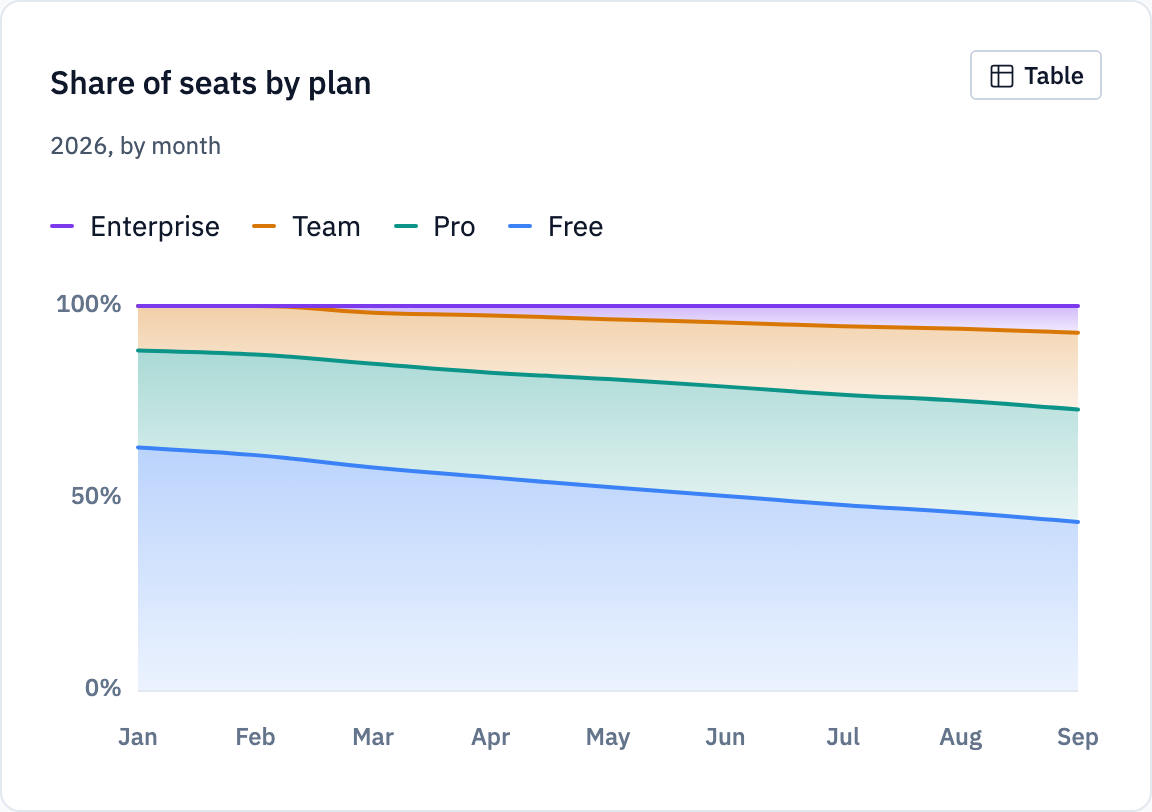 Share of seats by plan
Table
2026, by month
Enterprise Team Pro Free
100%
50%
0%
Jan Feb Mar Apr May Jun Jul Aug Sep